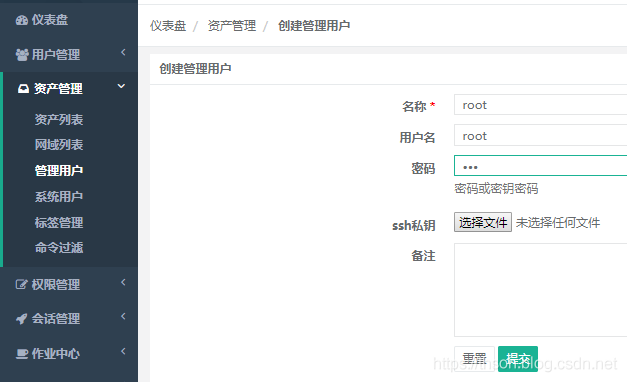 仪表盘
用户管理
资产管理
资产列表
网域列表
管理用户
系统用户
标签管理
命令过滤
权限管理
会话管理
作业中心
仪表盘 / 资产管理 / 创建管理用户
创建管理用户
名称 * root
用户名 root
密码 •••
密码或密钥密码
ssh私钥 选择文件 未选择任何文件
备注
重置 提交